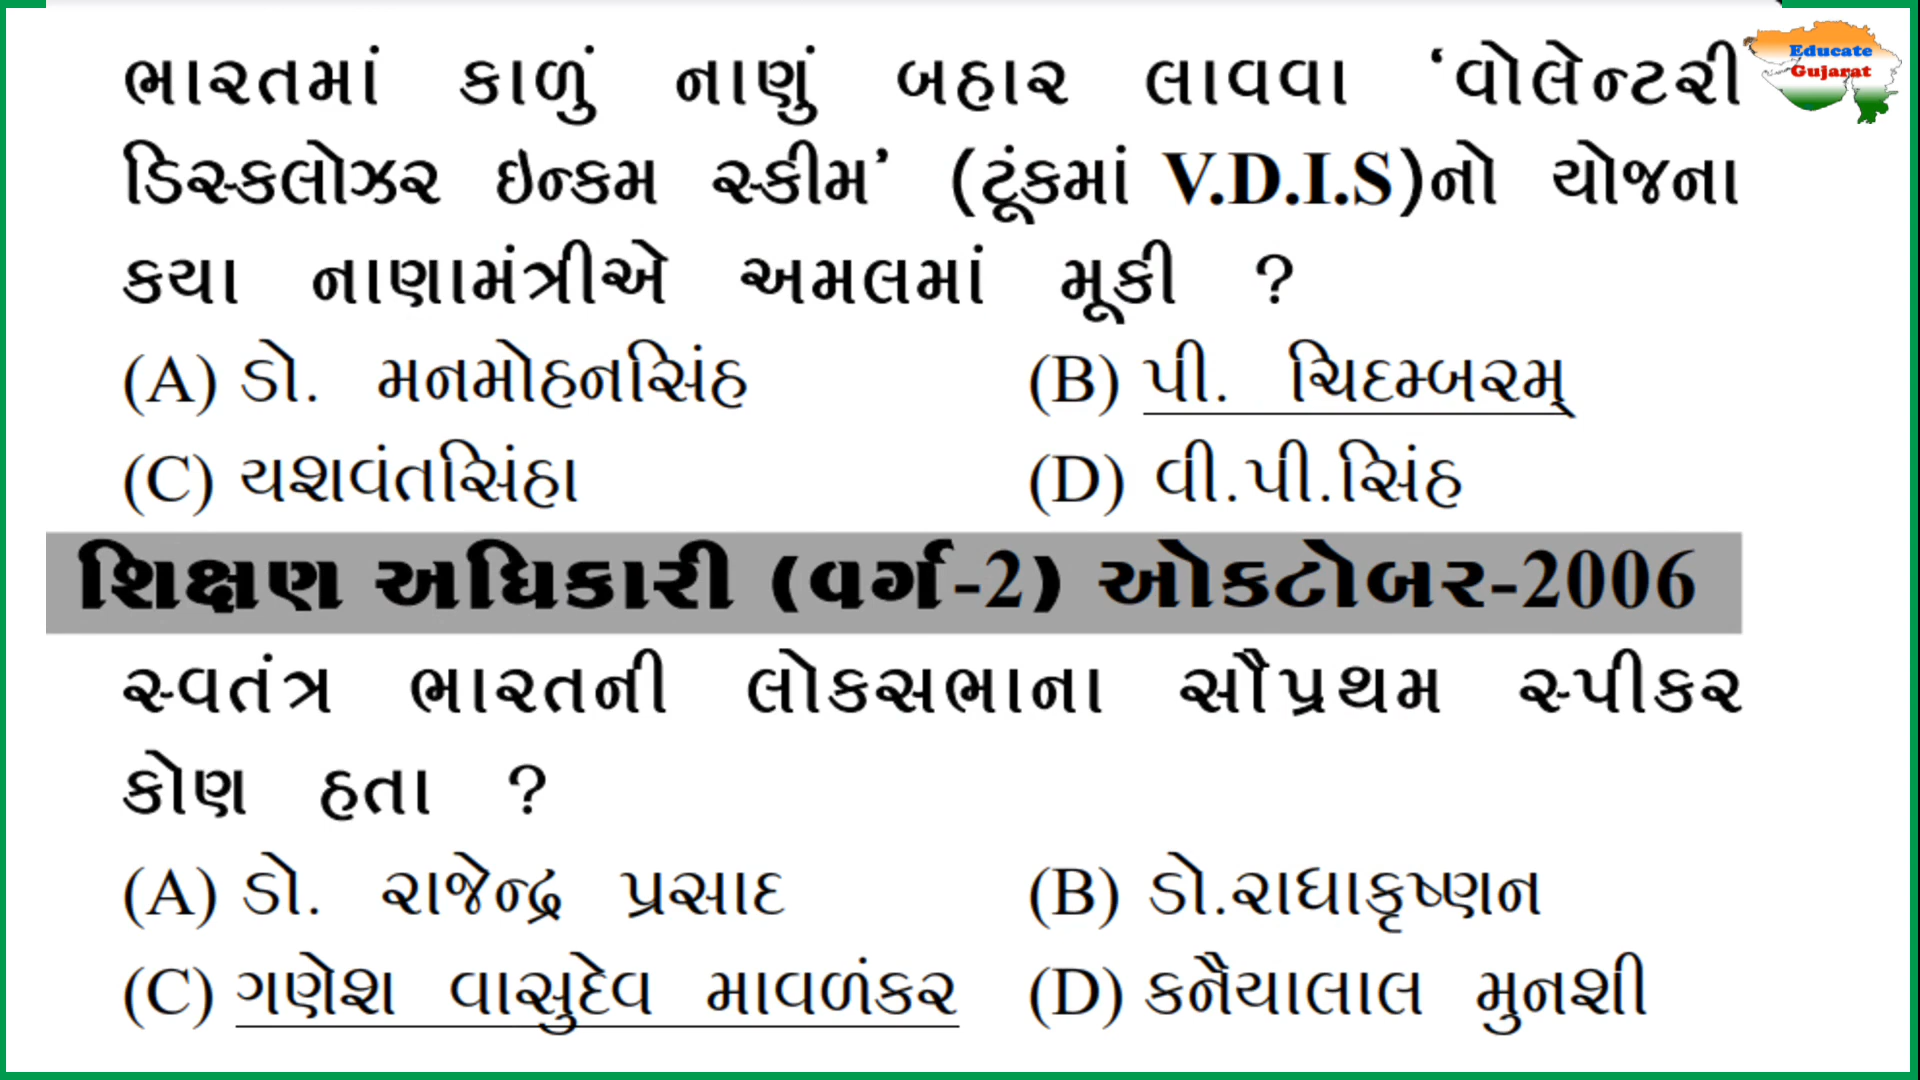 ભારતમાં કાળું નાણું બહાર લાવવા ‘વોલેન્ટરી
Educate
Gujarat
ડિસ્કલોઝર ઇન્કમ સ્કીમ’ (ટૂંકમાં V.D.I.S)નો યોજના
કયા નાણામંત્રીએ અમલમાં મૂકી ?
(A) ડો. મનમોહનસિંહ (B) પી. ચિદમ્બરમ્
(C) યશવંતસિંહા (D) વી.પી.સિંહ
શિક્ષણ અધિકારી (વર્ગ-2) ઓકટોબર-2006
સ્વતંત્ર ભારતની લોકસભાના સૌપ્રથમ સ્પીકર
કોણ હતા ?
(A) ડો. રાજેન્દ્ર પ્રસાદ (B) ડો.રાધાકૃષ્ણન
(C) ગણેશ વાસુદેવ માવળંકર (D) કનૈયાલાલ મુનશી